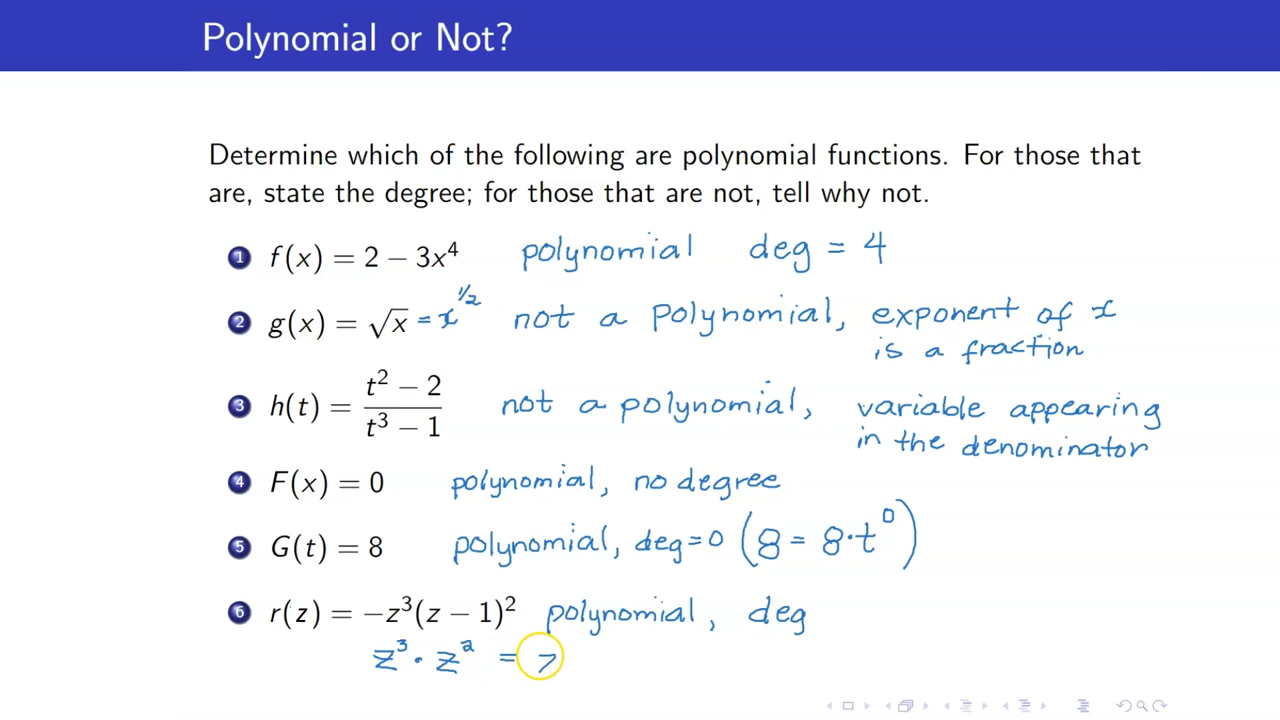 Polynomial or Not?
Determine which of the following are polynomial functions. For those that
are, state the degree; for those that are not, tell why not.
1 f(x) = 2 − 3x⁴ polynomial deg = 4
2 g(x) = √x = x^1/2 not a polynomial, exponent of x
is a fraction
3 h(t) = (t² − 2)/(t³ − 1) not a polynomial, variable appearing
in the denominator
4 F(x) = 0 polynomial, no degree
5 G(t) = 8 polynomial, deg=0 (8 = 8·t⁰)
6 r(z) = −z³(z − 1)² polynomial, deg
z³ · z² =